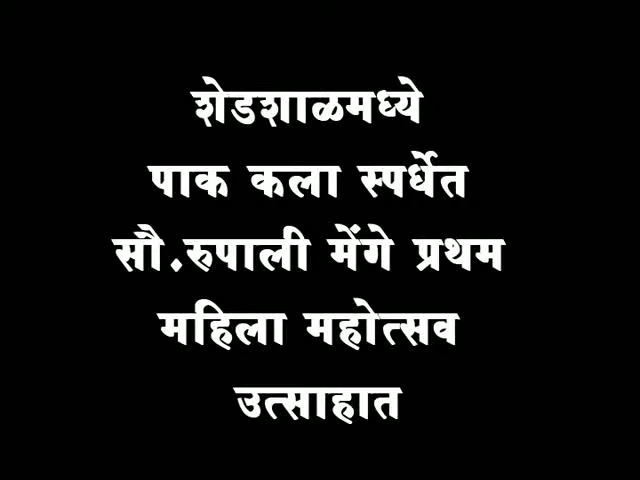 शेडशाळमध्ये
पाक कला स्पर्धेत
सौ.रुपाली मेंगे प्रथम
महिला महोत्सव
उत्साहात